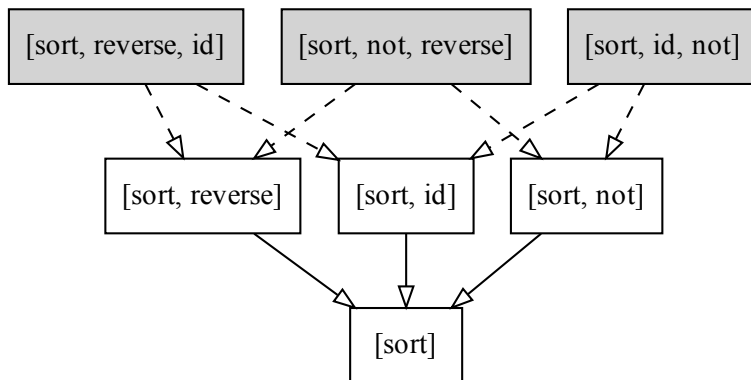 [sort, reverse, id]
[sort, not, reverse]
[sort, id, not]
[sort, reverse]
[sort, id]
[sort, not]
[sort]